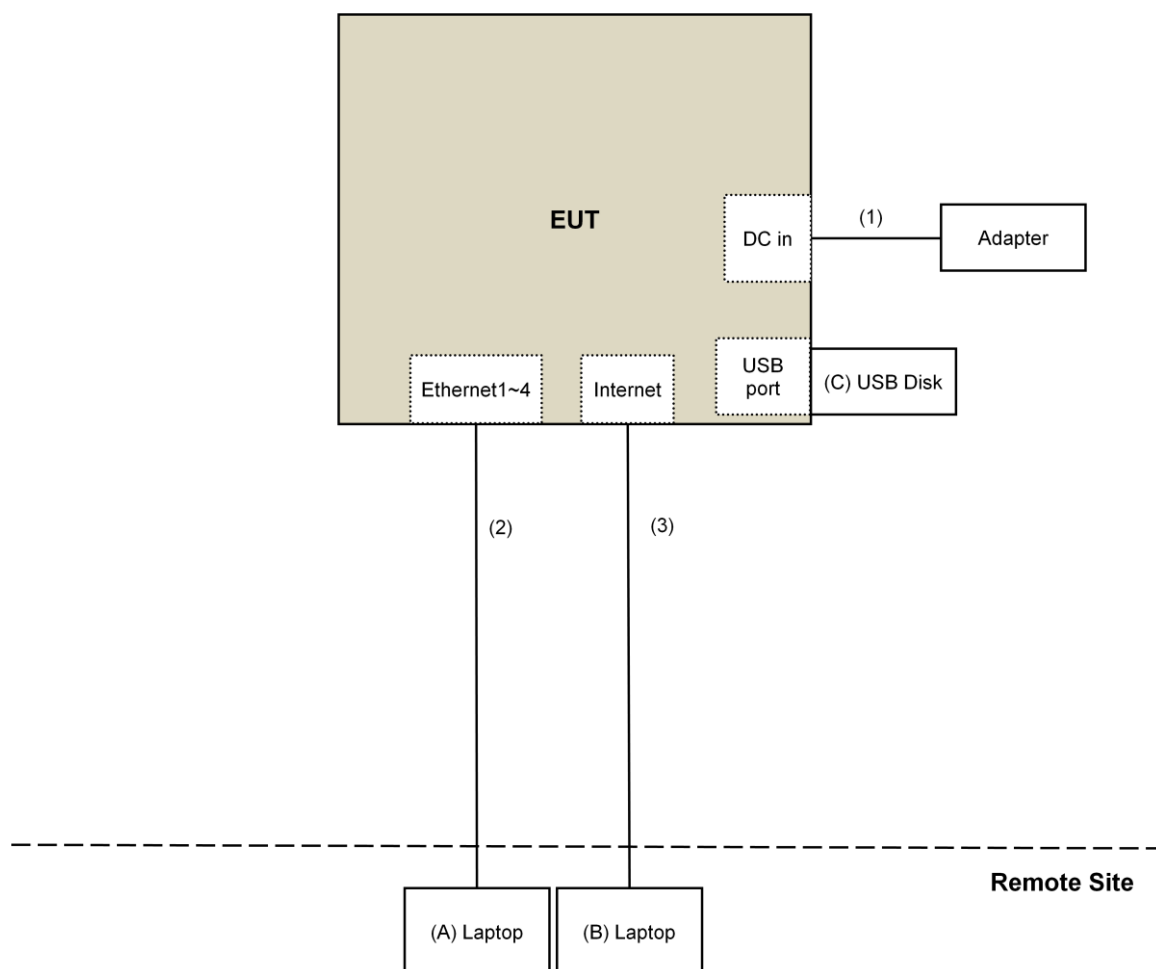 EUT
DC in
(1)
Adapter
USB
port
(C) USB Disk
Ethernet1~4
Internet
(2)
(3)
Remote Site
(A) Laptop
(B) Laptop